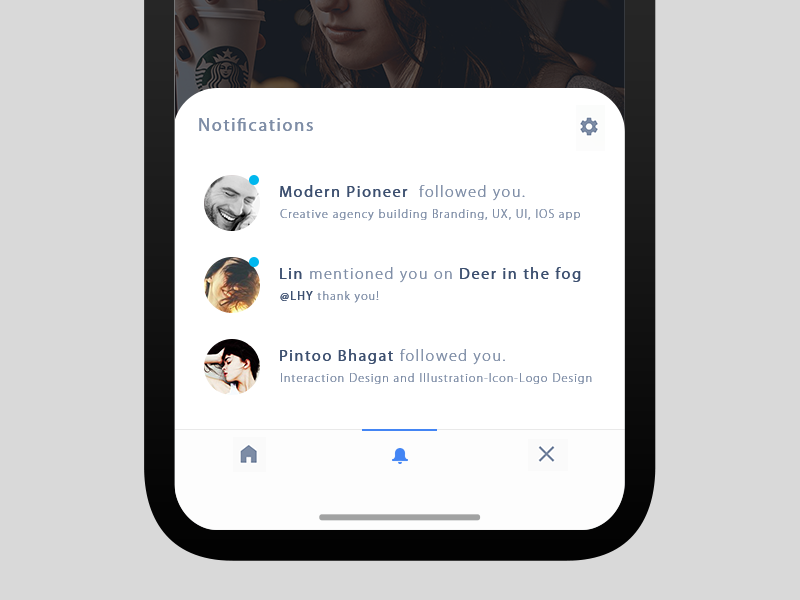 Notifications
Modern Pioneer followed you.
Creative agency building Branding, UX, UI, IOS app
Lin mentioned you on Deer in the fog
@LHY thank you!
Pintoo Bhagat followed you.
Interaction Design and Illustration-Icon-Logo Design